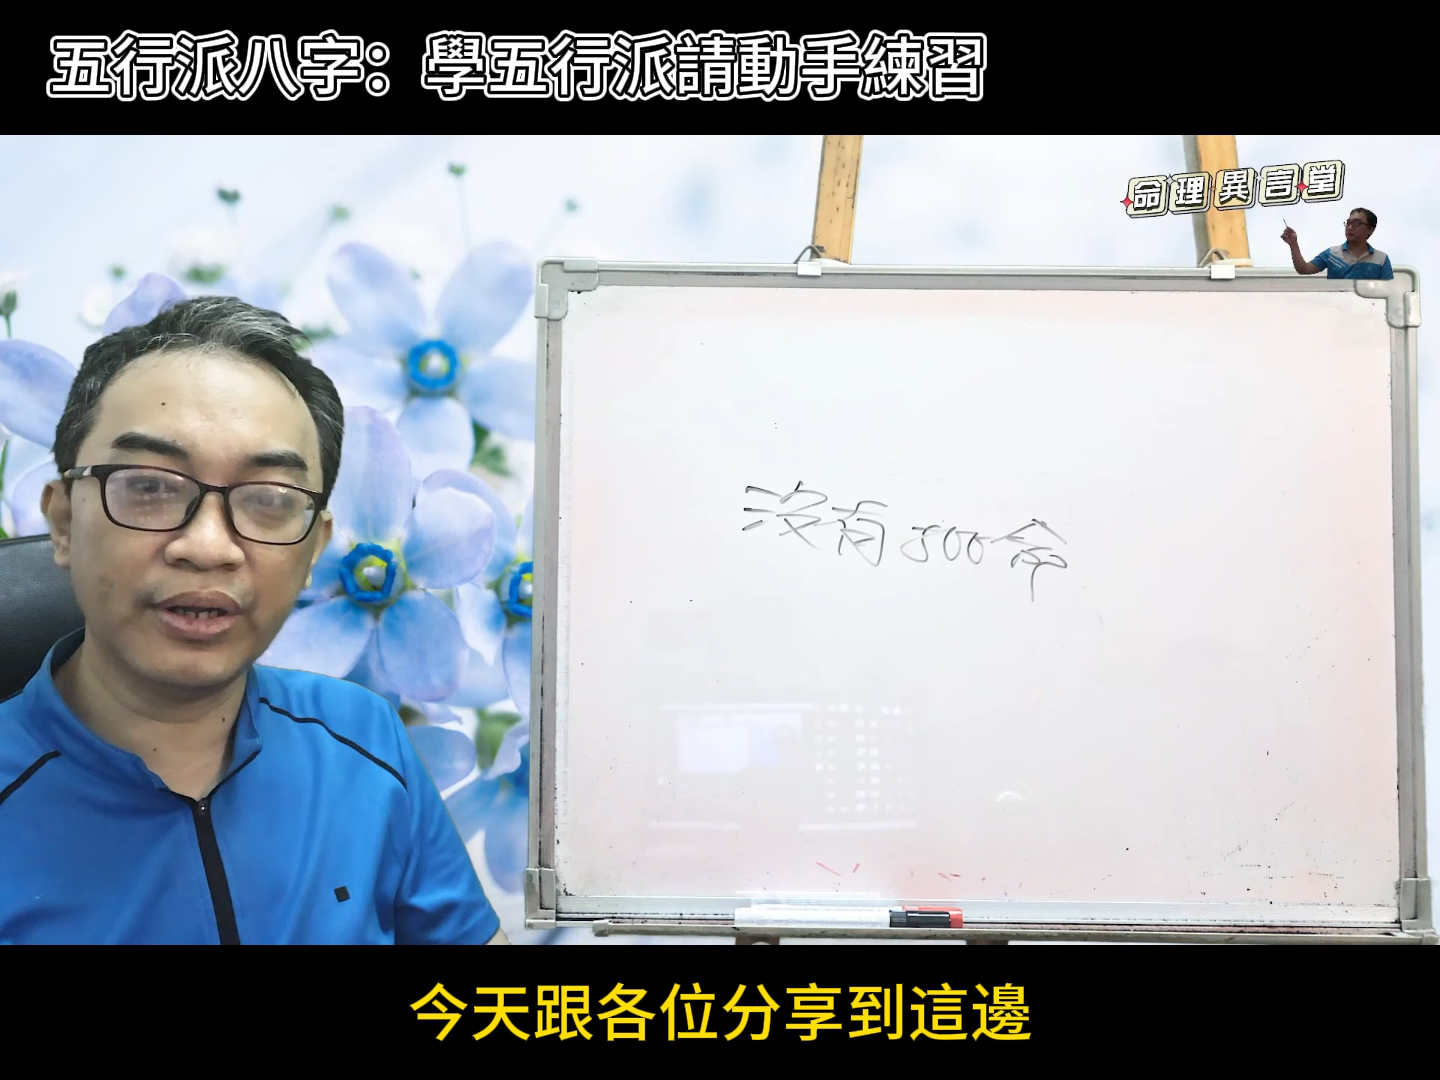 五行派八字：學五行派請動手練習
命理異言堂
沒有500命
今天跟各位分享到這邊